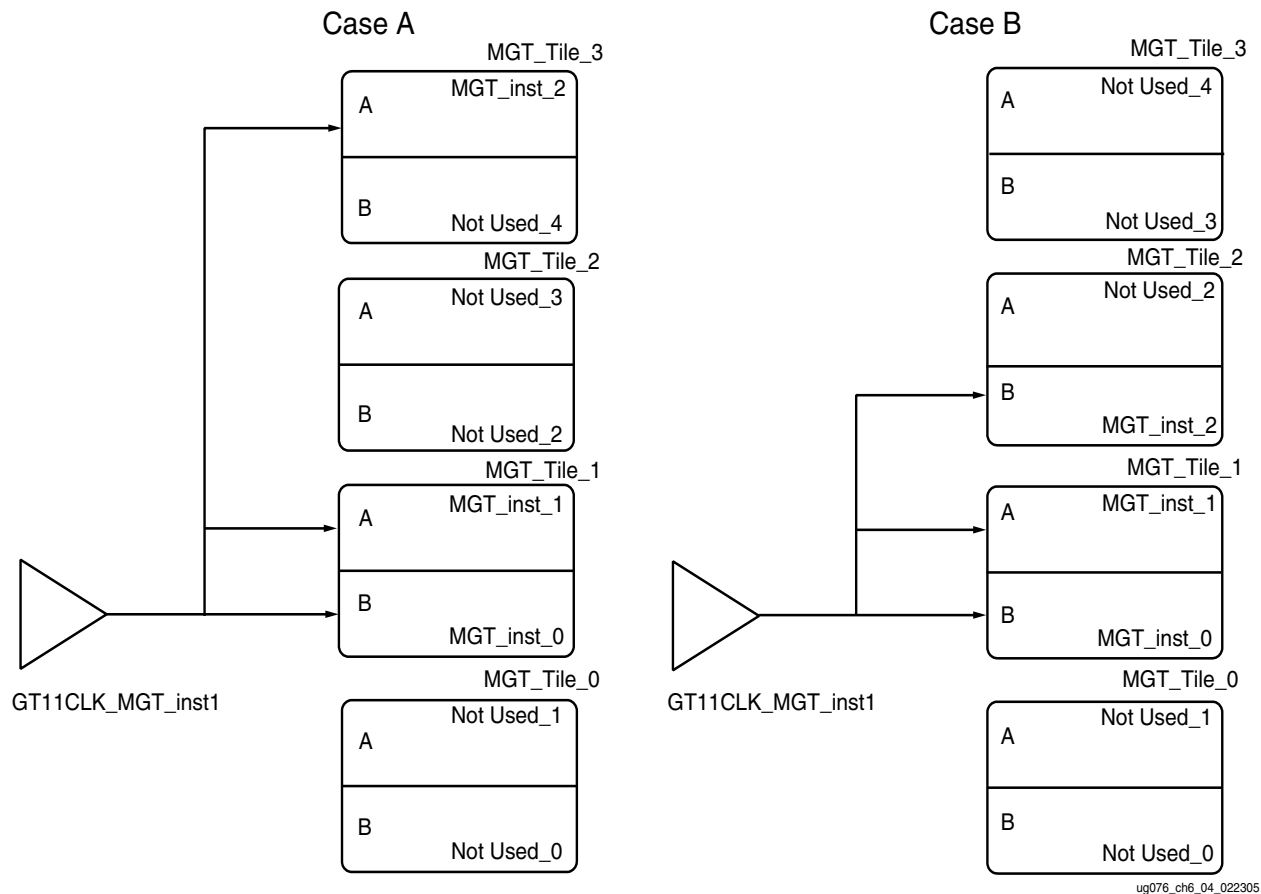 Case A
MGT_Tile_3
A
MGT_inst_2
B
Not Used_4
MGT_Tile_2
A
Not Used_3
B
Not Used_2
MGT_Tile_1
A
MGT_inst_1
B
MGT_inst_0
GT11CLK_MGT_inst1
MGT_Tile_0
A
Not Used_1
B
Not Used_0
Case B
MGT_Tile_3
A
Not Used_4
B
Not Used_3
MGT_Tile_2
A
Not Used_2
B
MGT_inst_2
MGT_Tile_1
A
MGT_inst_1
B
MGT_inst_0
GT11CLK_MGT_inst1
MGT_Tile_0
A
Not Used_1
B
Not Used_0
ug076_ch6_04_022305